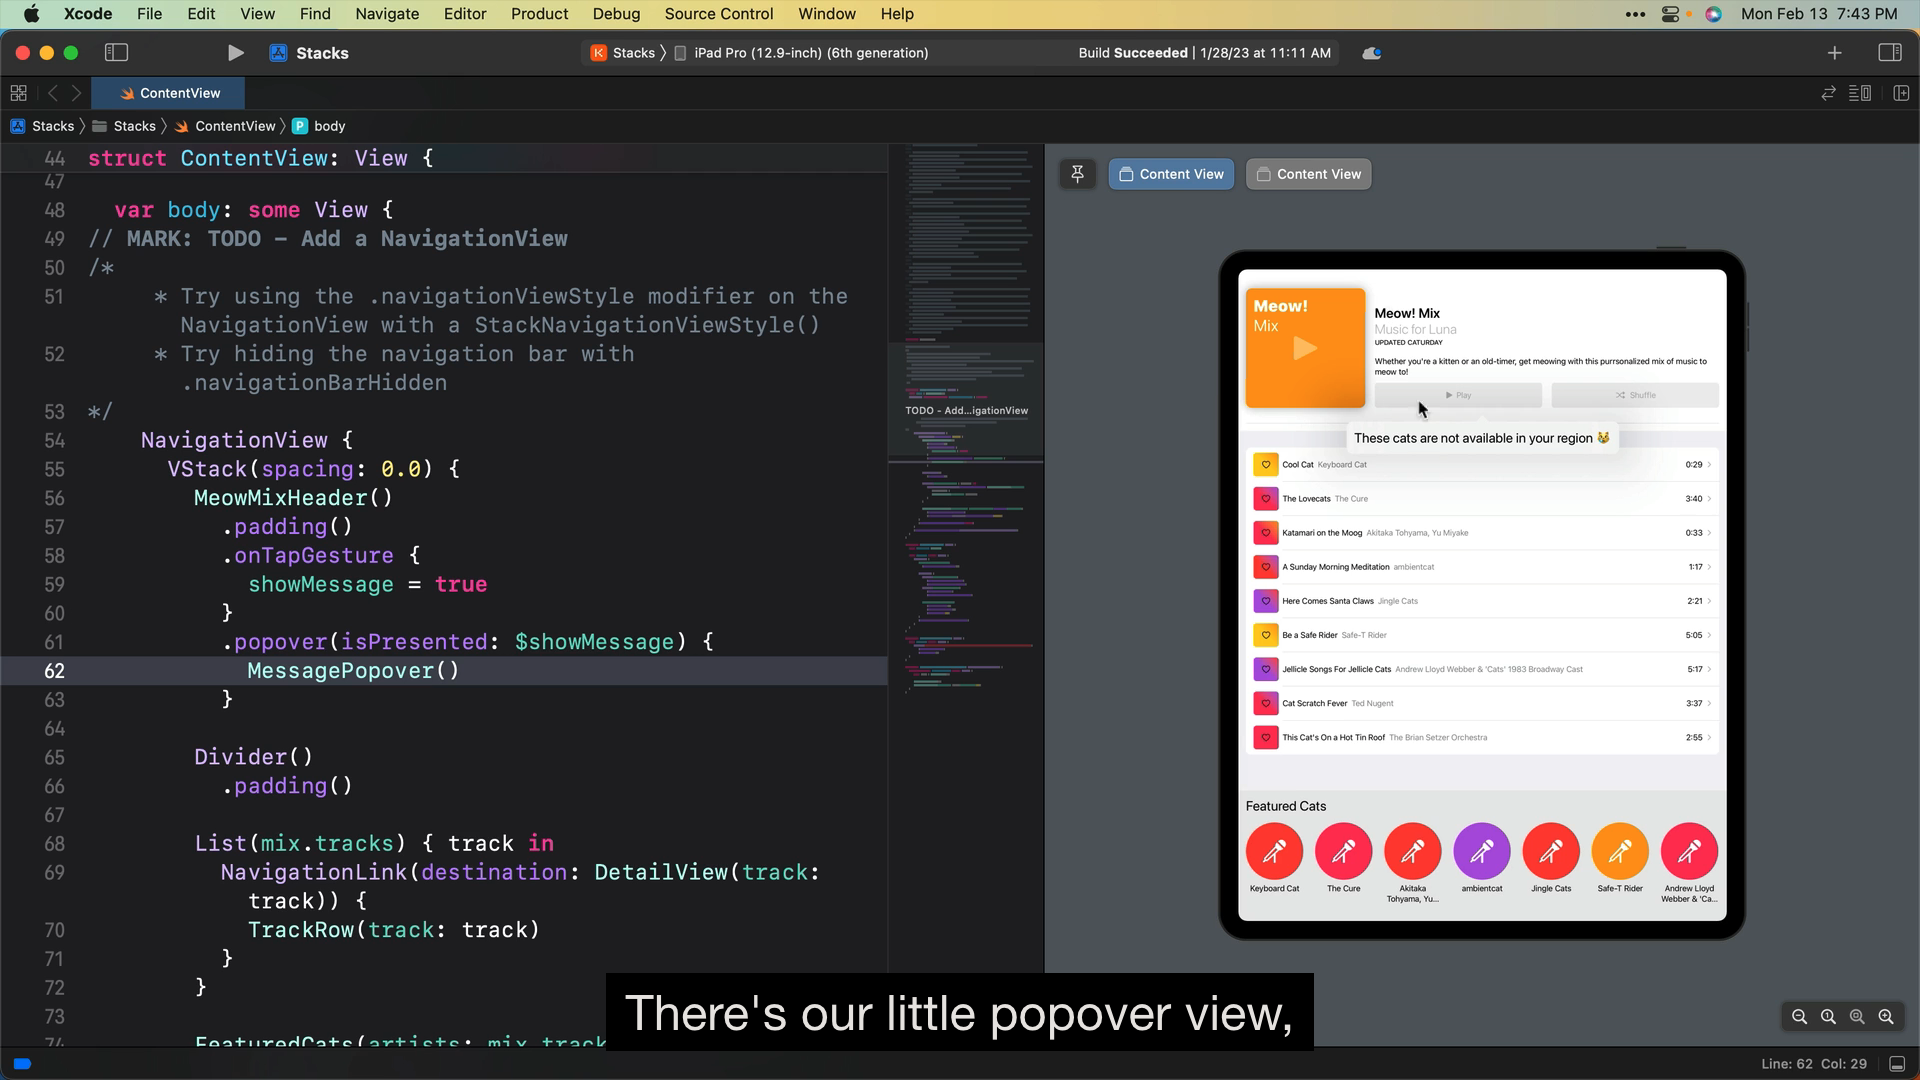 Xcode File Edit View Find Navigate Editor Product Debug Source Control Window Help
Mon Feb 13 7:43 PM
Stacks
Stacks iPad Pro (12.9-inch) (6th generation)
Build Succeeded | 1/28/23 at 11:11 AM
ContentView
Stacks Stacks ContentView body
44 struct ContentView: View {
47
48 var body: some View {
49 // MARK: TODO - Add a NavigationView
50 /*
51 * Try using the .navigationViewStyle modifier on the
NavigationView with a StackNavigationViewStyle()
52 * Try hiding the navigation bar with
.navigationBarHidden
53 */
54 NavigationView {
55 VStack(spacing: 0.0) {
56 MeowMixHeader()
57 .padding()
58 .onTapGesture {
59 showMessage = true
60 }
61 .popover(isPresented: $showMessage) {
62 MessagePopover()
63 }
64
65 Divider()
66 .padding()
67
68 List(mix.tracks) { track in
69 NavigationLink(destination: DetailView(track:
track)) {
70 TrackRow(track: track)
71 }
72 }
73
74 FeaturedCats(artists: mix.track
TODO - Add...igationView
Content View
Content View
Meow!
Mix
Meow! Mix
Music for Luna
UPDATED CATURDAY
Whether you're a kitten or an old-timer, get meowing with this purrsonalized mix of music to
meow to!
Play
Shuffle
These cats are not available in your region 😿
Cool Cat Keyboard Cat 0:29
The Lovecats The Cure 3:40
Katamari on the Moog Akitaka Tohyama, Yu Miyake 0:33
A Sunday Morning Meditation ambientcat 1:17
Here Comes Santa Claws Jingle Cats 2:21
Be a Safe Rider Safe-T Rider 5:05
Jellicle Songs For Jellicle Cats Andrew Lloyd Webber & 'Cats' 1983 Broadway Cast 5:17
Cat Scratch Fever Ted Nugent 3:37
This Cat's On a Hot Tin Roof The Brian Setzer Orchestra 2:55
Featured Cats
Keyboard Cat
The Cure
Akitaka
Tohyama, Yu...
ambientcat
Jingle Cats
Safe-T Rider
Andrew Lloyd
Webber & 'Ca...
There's our little popover view,
Line: 62 Col: 29